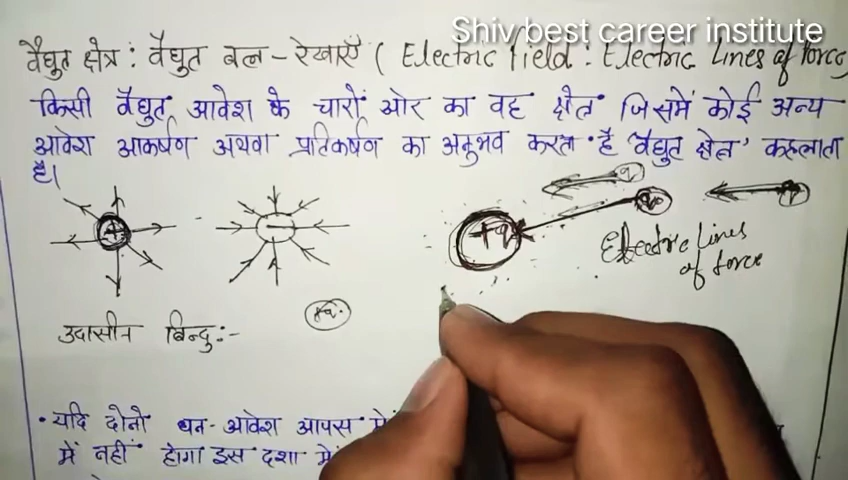 Shiv best career institute
वैद्युत क्षेत्र : वैद्युत बल - रेखाएँ ( Electric field : Electric Lines of force)
किसी वैद्युत आवेश के चारों ओर का वह क्षेत्र जिसमें कोई अन्य
आवेश आकर्षण अथवा प्रतिकर्षण का अनुभव करता है 'वैद्युत क्षेत्र' कहलाता
है।
+
−
+q
Electric lines
of force
उदासीन बिन्दु :-
• यदि दोनो धन - आवेश आपस में
में नहीं होगा इस दशा में